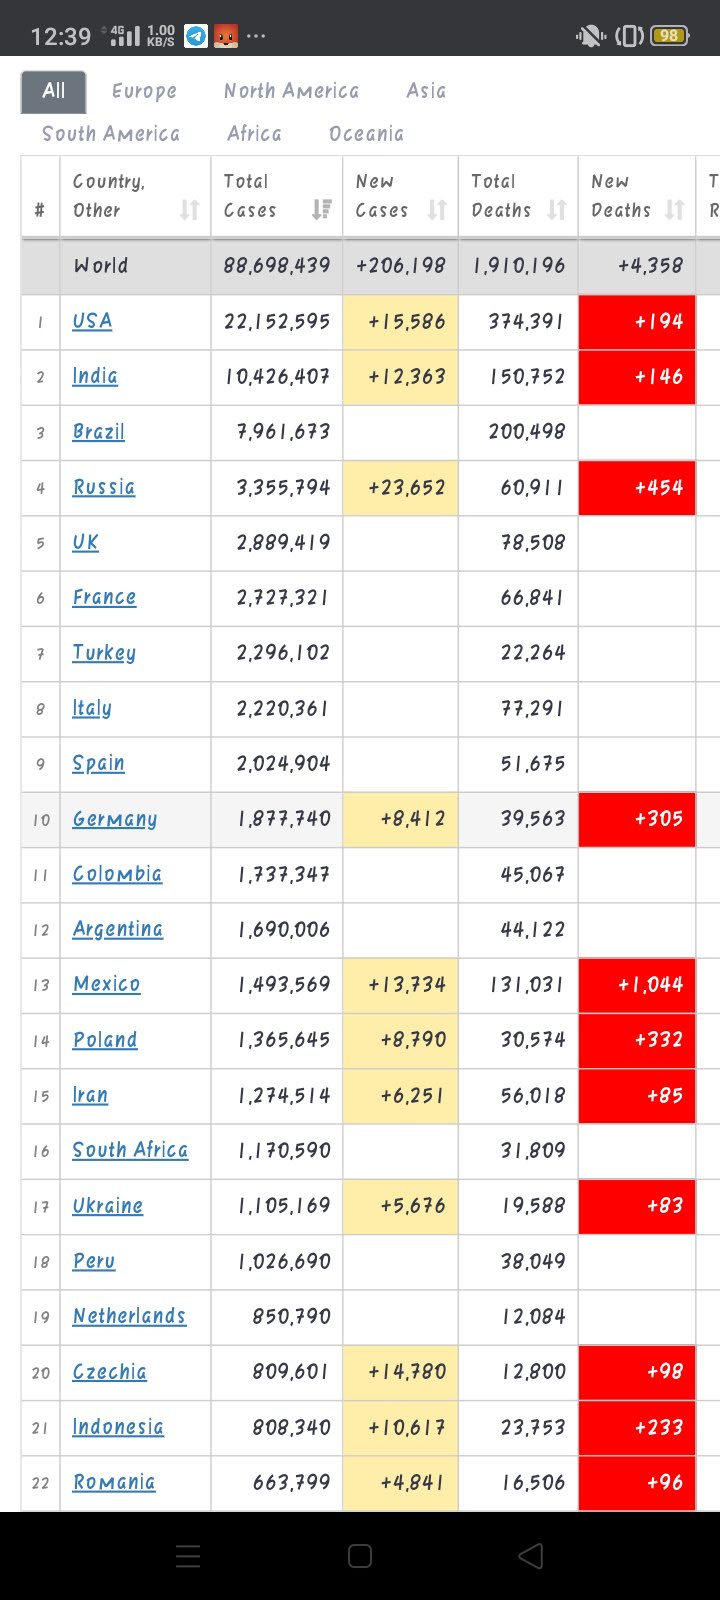 12:39 4G 1.00 KB/S ... 98
All Europe North America Asia
South America Africa Oceania
# Country, Other Total Cases New Cases Total Deaths New Deaths T R
World 88,698,439 +206,198 1,910,196 +4,358
1 USA 22,152,595 +15,586 374,391 +194
2 India 10,426,407 +12,363 150,752 +146
3 Brazil 7,961,673 200,498
4 Russia 3,355,794 +23,652 60,911 +454
5 UK 2,889,419 78,508
6 France 2,727,321 66,841
7 Turkey 2,296,102 22,264
8 Italy 2,220,361 77,291
9 Spain 2,024,904 51,675
10 Germany 1,877,740 +8,412 39,563 +305
11 Colombia 1,737,347 45,067
12 Argentina 1,690,006 44,122
13 Mexico 1,493,569 +13,734 131,031 +1,044
14 Poland 1,365,645 +8,790 30,574 +332
15 Iran 1,274,514 +6,251 56,018 +85
16 South Africa 1,170,590 31,809
17 Ukraine 1,105,169 +5,676 19,588 +83
18 Peru 1,026,690 38,049
19 Netherlands 850,790 12,084
20 Czechia 809,601 +14,780 12,800 +98
21 Indonesia 808,340 +10,617 23,753 +233
22 Romania 663,799 +4,841 16,506 +96